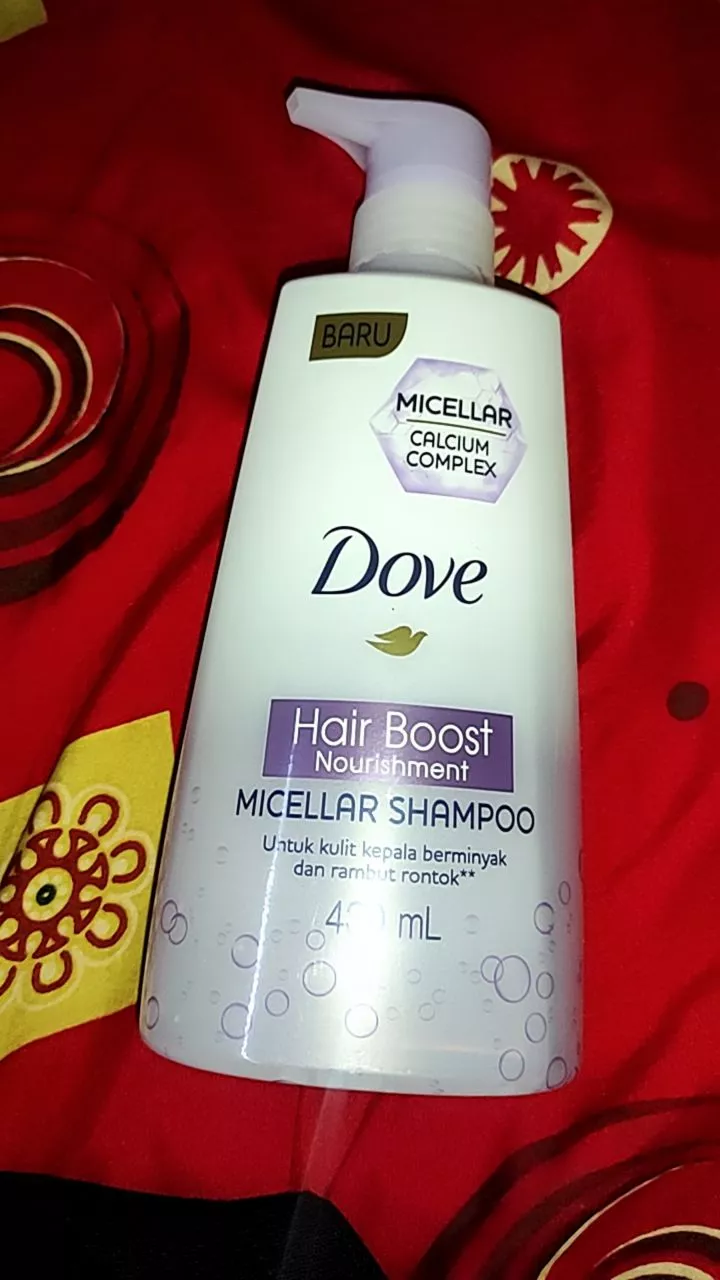 BARU
MICELLAR
CALCIUM
COMPLEX
Dove
Hair Boost
Nourishment
MICELLAR SHAMPOO
Untuk kulit kepala berminyak
dan rambut rontok**
mL